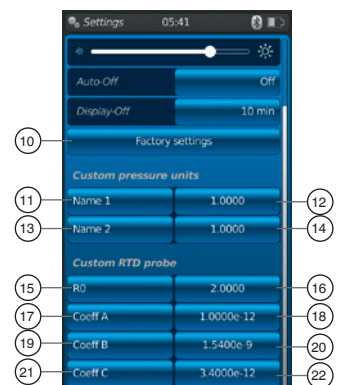 Settings 05:41
Auto-Off Off
Display-Off 10 min
10 Factory settings
Custom pressure units
11 Name 1 1.0000 12
13 Name 2 1.0000 14
Custom RTD probe
15 R0 2.0000 16
17 Coeff A 1.0000e-12 18
19 Coeff B 1.5400e-9 20
21 Coeff C 3.4000e-12 22